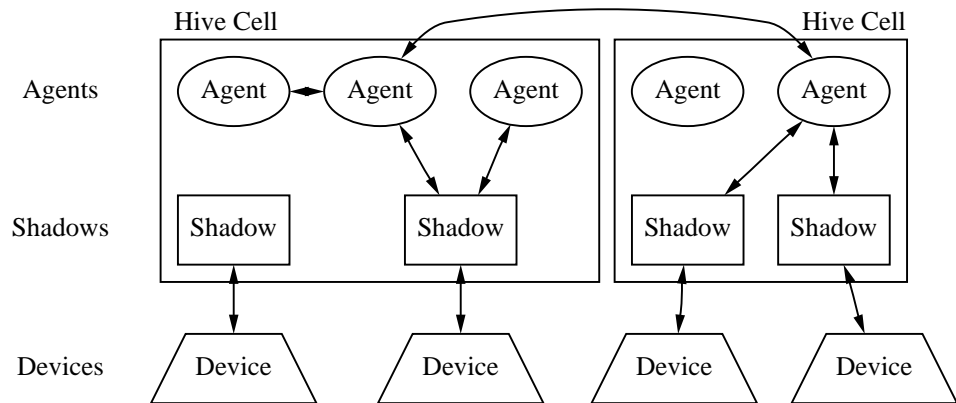 Hive Cell Hive Cell
Agents Agent Agent Agent Agent Agent
Shadows Shadow Shadow Shadow Shadow
Devices Device Device Device Device